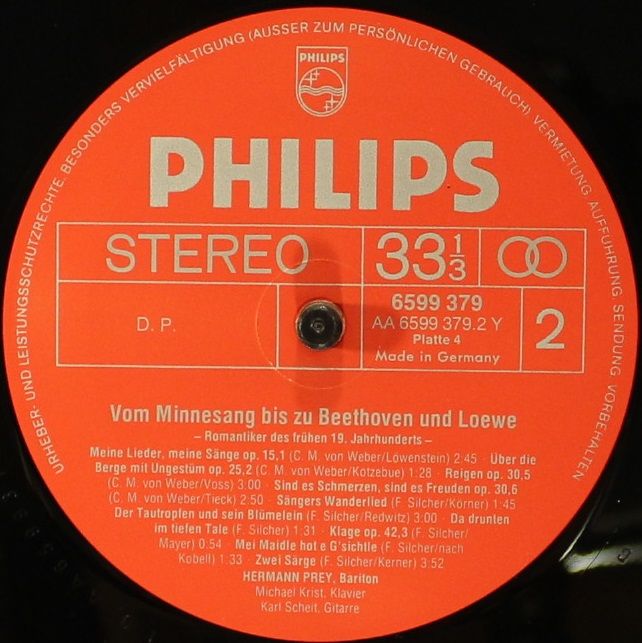 URHEBER- UND LEISTUNGSSCHUTZRECHTE, BESONDERS VERVIELFÄLTIGUNG (AUSSER ZUM PERSÖNLICHEN GEBRAUCH) VERMIETUNG, AUFFÜHRUNG, SENDUNG, VORBEHALTEN
PHILIPS
PHILIPS
STEREO
33 1/3
D. P.
6599 379
AA 6599 379.2 Y
Platte 4
Made in Germany
2
Vom Minnesang bis zu Beethoven und Loewe
– Romantiker des frühen 19. Jahrhunderts –
Meine Lieder, meine Sänge op. 15,1 (C. M. von Weber/Löwenstein) 2:45 · Über die
Berge mit Ungestüm op. 25,2 (C. M. von Weber/Kotzebue) 1:28 · Reigen op. 30,5
(C. M. von Weber/Voss) 3:00 · Sind es Schmerzen, sind es Freuden op. 30,6
(C. M. von Weber/Tieck) 2:50 · Sängers Wanderlied (F. Silcher/Körner) 1:45
Der Tautropfen und sein Blümelein (F. Silcher/Redwitz) 3:00 · Da drunten
im tiefen Tale (F. Silcher) 1:31 · Klage op. 42,3 (F. Silcher/
Mayer) 0:54 · Mei Maidle hot e G'sichtle (F. Silcher/nach
Kobell) 1:33 · Zwei Särge (F. Silcher/Kerner) 3:52
HERMANN PREY, Bariton
Michael Krist, Klavier
Karl Scheit, Gitarre